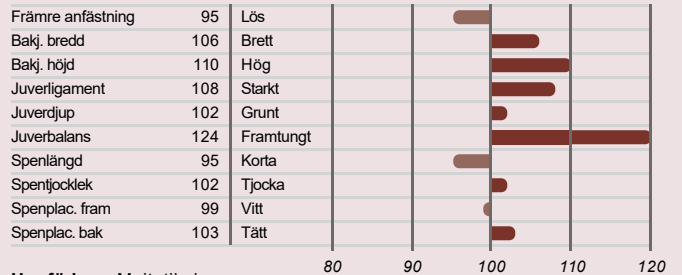 Främre anfästning 95 Lös
Bakj. bredd 106 Brett
Bakj. höjd 110 Hög
Juverligament 108 Starkt
Juverdjup 102 Grunt
Juverbalans 124 Framtungt
Spenlängd 95 Korta
Spentjocklek 102 Tjocka
Spenplac. fram 99 Vitt
Spenplac. bak 103 Tätt
80 90 100 110 120